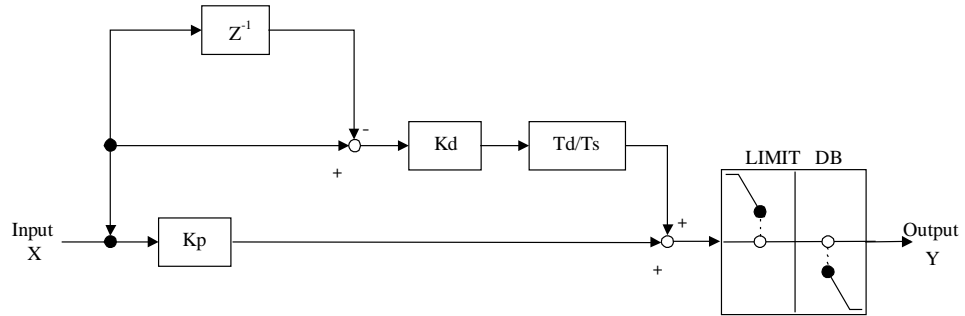 Z⁻¹
-
Kd
Td/Ts
+
LIMIT DB
Input
X
Kp
+
+
Output
Y